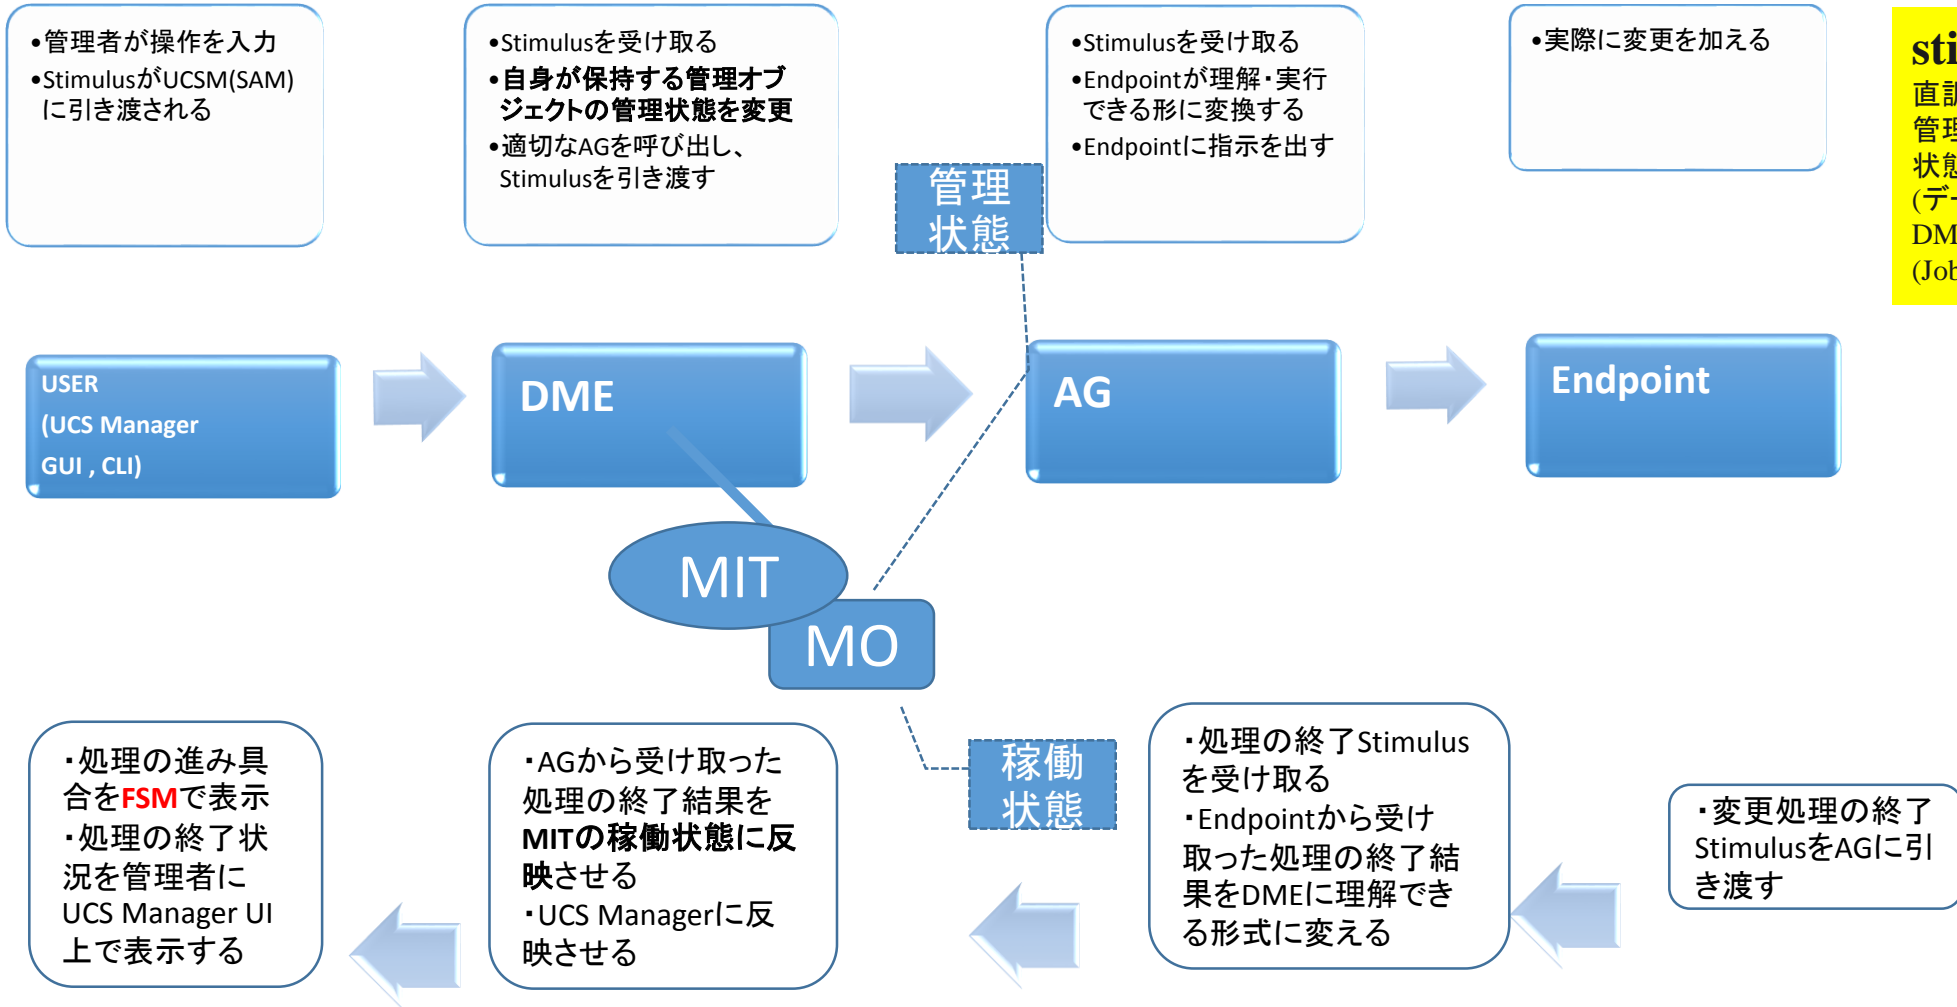 •管理者が操作を入力
•StimulusがUCSM(SAM)
に引き渡される
•Stimulusを受け取る
•自身が保持する管理オブ
ジェクトの管理状態を変更
•適切なAGを呼び出し、
Stimulusを引き渡す
•Stimulusを受け取る
•Endpointが理解・実行
できる形に変換する
•Endpointに指示を出す
•実際に変更を加える
管理
状態
USER
(UCS Manager
GUI , CLI)
DME
AG
Endpoint
MIT
MO
稼働
状態
・処理の進み具
合をFSMで表示
・処理の終了状
況を管理者に
UCS Manager UI
上で表示する
・AGから受け取った
処理の終了結果を
MITの稼働状態に反
映させる
・UCS Managerに反
映させる
・処理の終了Stimulus
を受け取る
・Endpointから受け
取った処理の終了結
果をDMEに理解でき
る形式に変える
・変更処理の終了
StimulusをAGに引
き渡す